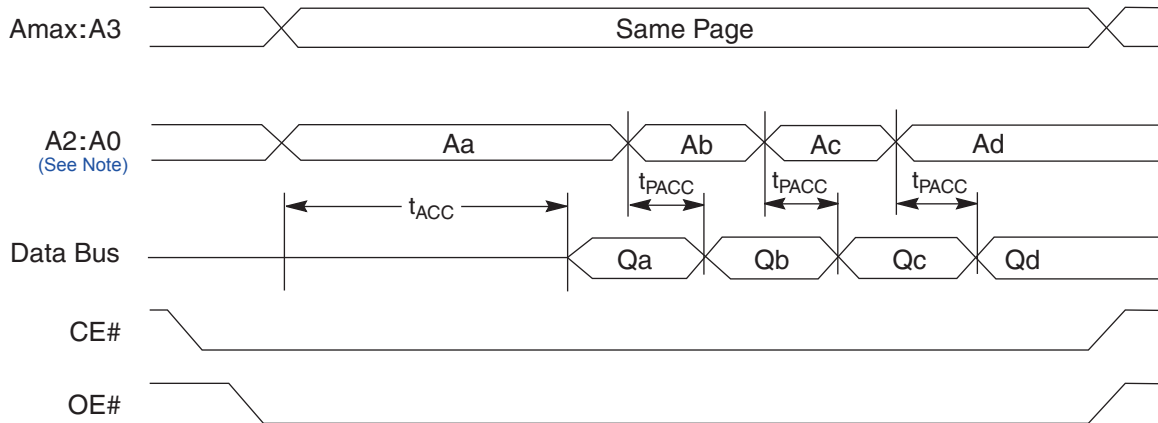 Amax:A3
Same Page
A2:A0
(See Note)
Aa
Ab
Ac
Ad
tACC
tPACC
tPACC
tPACC
Data Bus
Qa
Qb
Qc
Qd
CE#
OE#